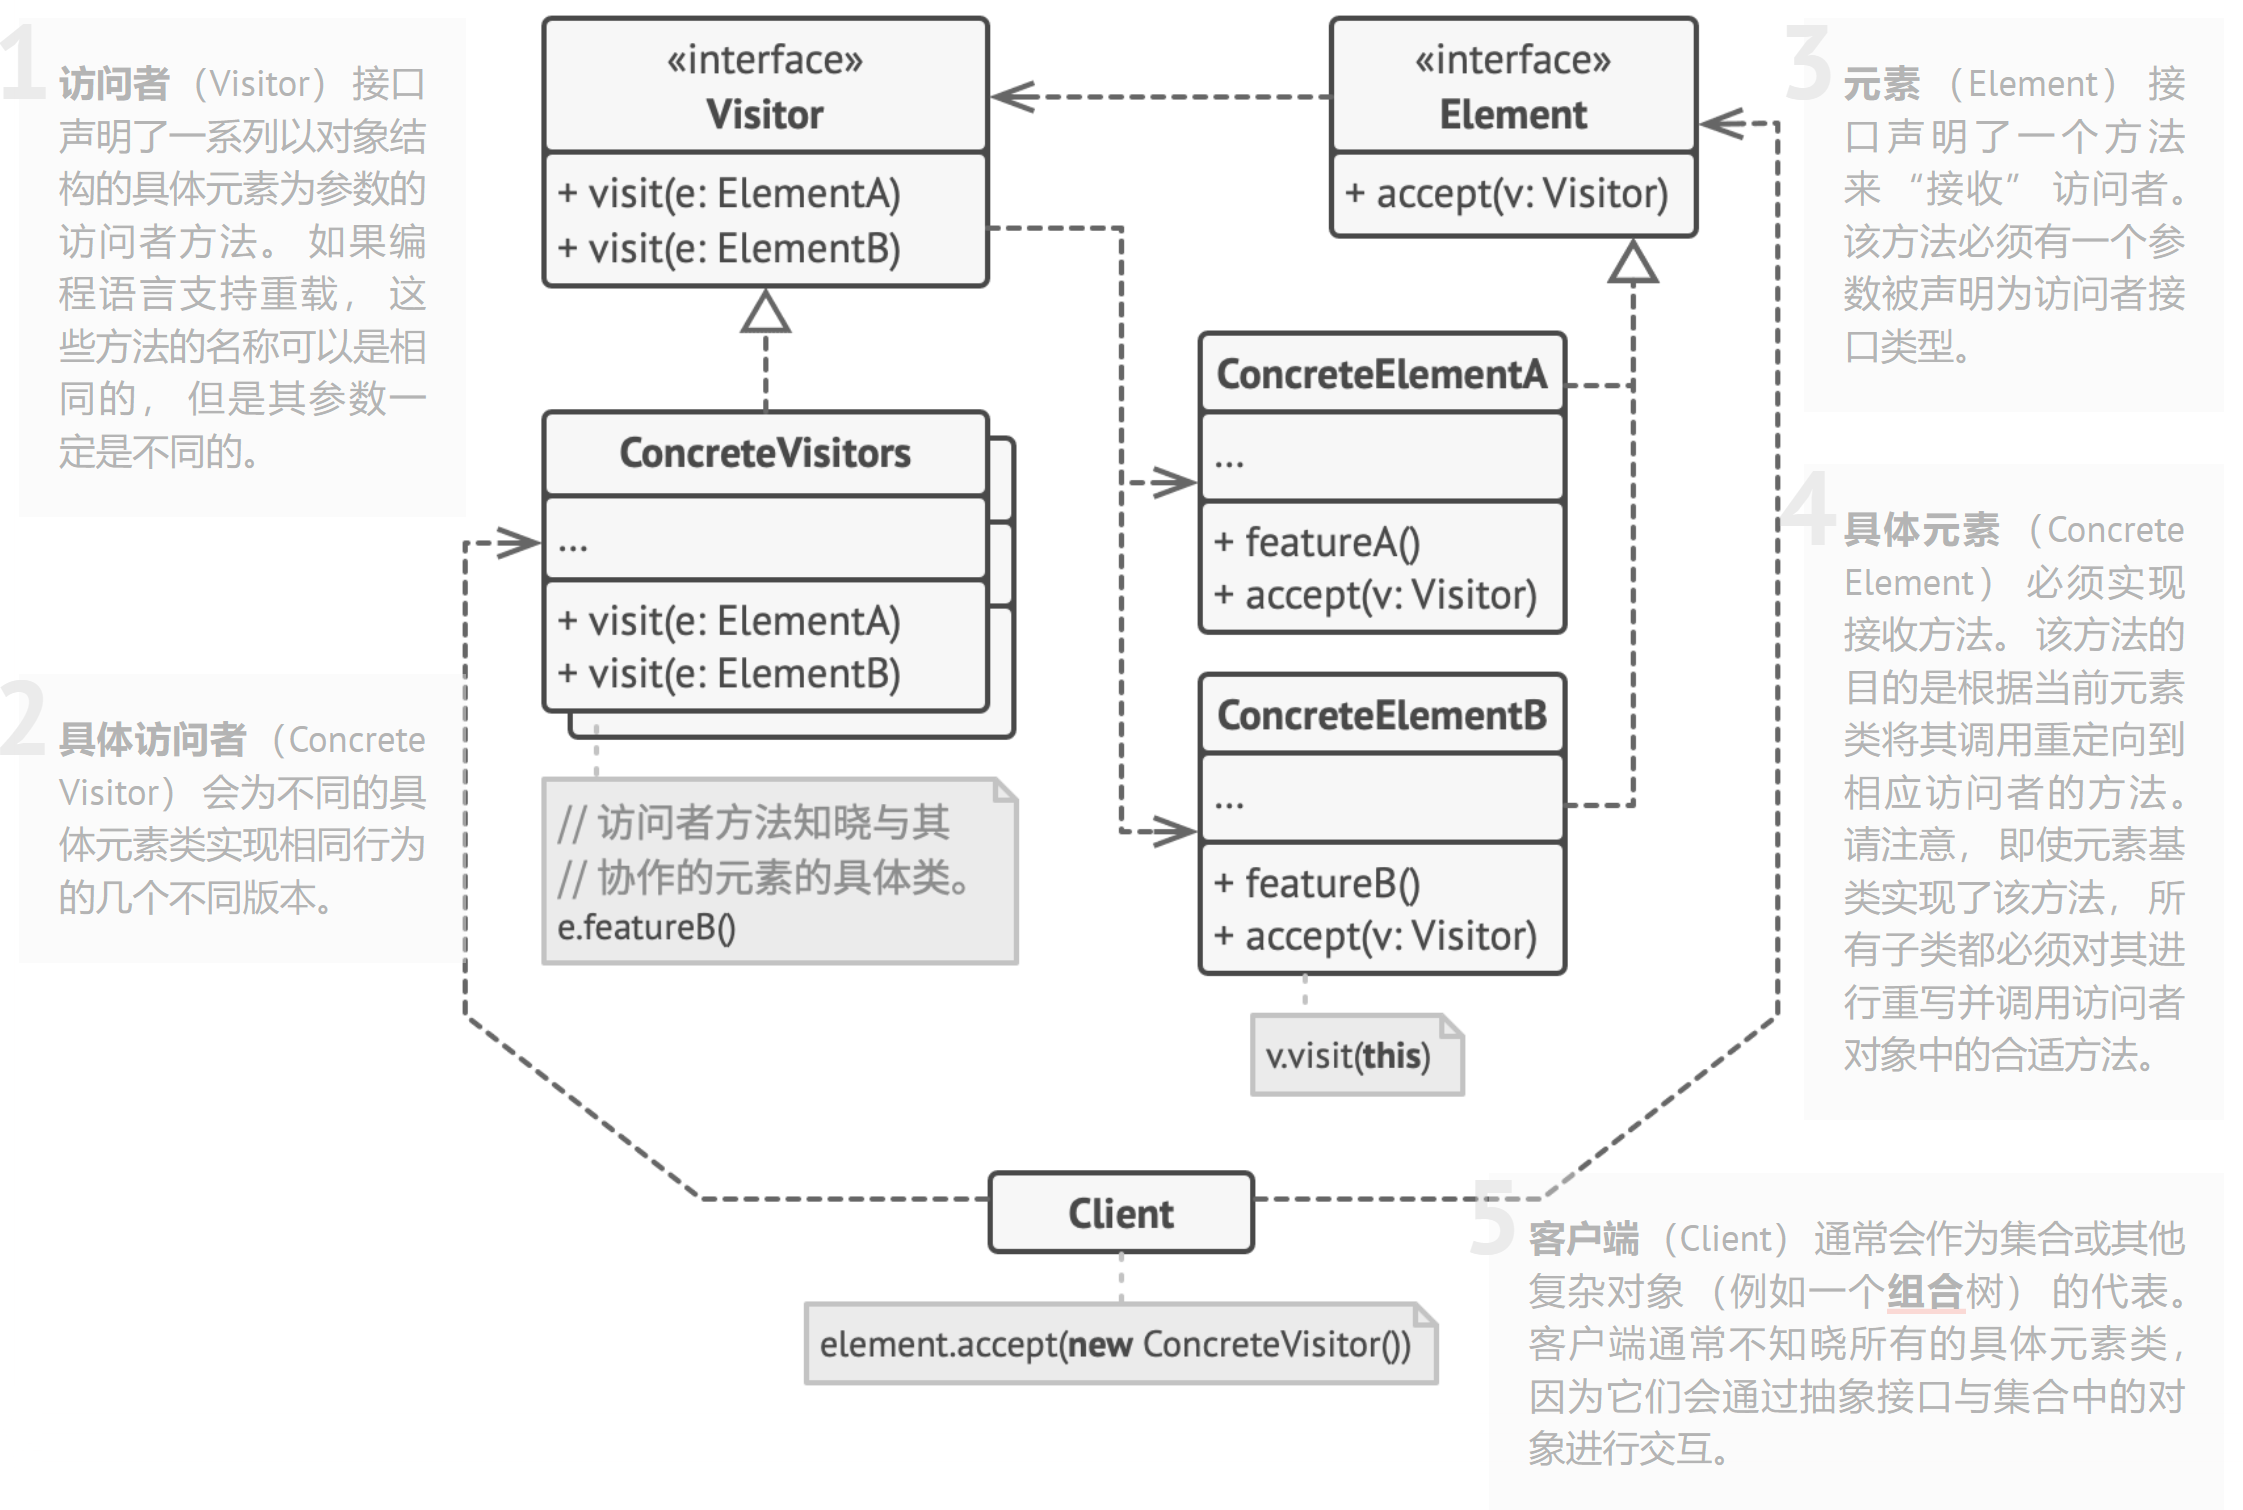 1
访问者（Visitor）接口
声明了一系列以对象结
构的具体元素为参数的
访问者方法。 如果编
程语言支持重载， 这
些方法的名称可以是相
同的， 但是其参数一
定是不同的。
2
具体访问者（Concrete
Visitor） 会为不同的具
体元素类实现相同行为
的几个不同版本。
«interface»
Visitor
+ visit(e: ElementA)
+ visit(e: ElementB)
ConcreteVisitors
...
+ visit(e: ElementA)
+ visit(e: ElementB)
// 访问者方法知晓与其
// 协作的元素的具体类。
e.featureB()
«interface»
Element
+ accept(v: Visitor)
ConcreteElementA
...
+ featureA()
+ accept(v: Visitor)
ConcreteElementB
...
+ featureB()
+ accept(v: Visitor)
v.visit(this)
Client
element.accept(new ConcreteVisitor())
3
元素（Element） 接
口声明了一个方法
来 “接收” 访问者。
该方法必须有一个参
数被声明为访问者接
口类型。
4
具体元素（Concrete
Element） 必须实现
接收方法。 该方法的
目的是根据当前元素
类将其调用重定向到
相应访问者的方法。
请注意， 即使元素基
类实现了该方法， 所
有子类都必须对其进
行重写并调用访问者
对象中的合适方法。
5
客户端（Client） 通常会作为集合或其他
复杂对象 （例如一个组合树） 的代表。
客户端通常不知晓所有的具体元素类，
因为它们会通过抽象接口与集合中的对
象进行交互。